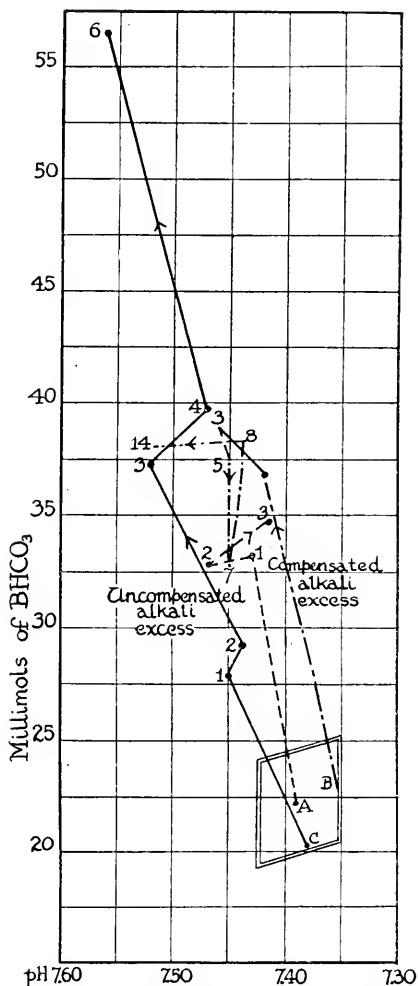 6
55
50
45
40
4
3
8
14
3
5
3
7
2
1
35
7
Uncompensated
alkali
excess
Compensated
alkali
excess
30
2
1
25
B
A
C
20
Millimols of BHCO₃
pH 7.60
7.50
7.40
7.30